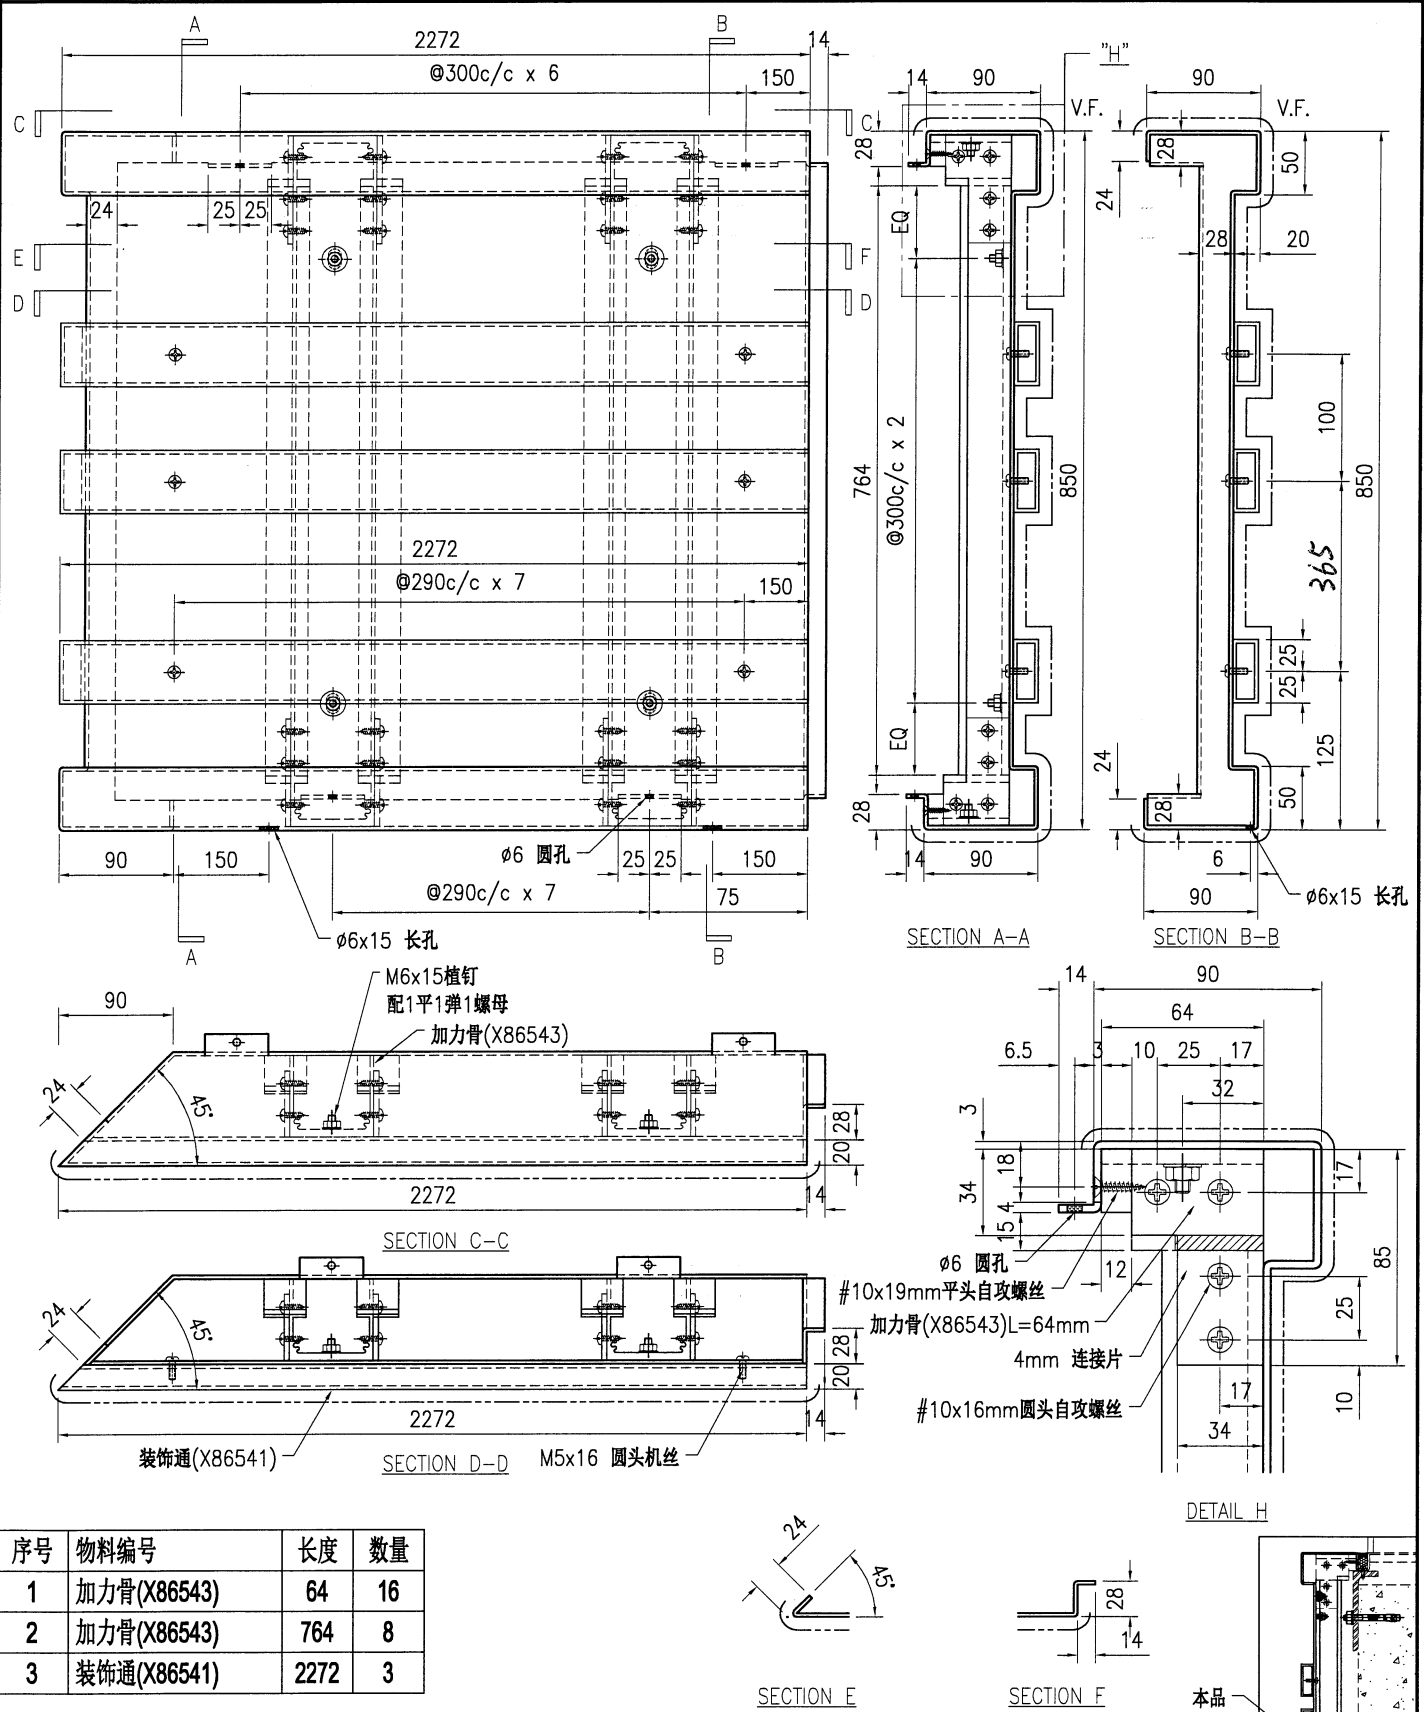 A
B
2272
14
@300c/c x 6
150
C
C
24
25
25
E
F
D
D
2272
@290c/c x 7
150
90
150
ø6 圆孔
25
25
150
@290c/c x 7
75
ø6x15 长孔
A
B
"H"
14
90
V.F.
28
EQ
764
@300c/c x 2
850
EQ
28
14
90
SECTION A-A
90
V.F.
28
50
24
28
20
100
850
365
25
25
125
24
28
50
6
90
ø6x15 长孔
SECTION B-B
M6x15植钉
配1平1弹1螺母
加力骨(X86543)
90
24
45°
28
20
2272
14
SECTION C-C
24
45°
28
20
2272
14
装饰通(X86541)
SECTION D-D
M5x16 圆头机丝
14
90
64
6.5
3
10
25
17
32
3
18
34
4
15
17
85
ø6 圆孔
12
#10x19mm平头自攻螺丝
加力骨(X86543)L=64mm
25
4mm 连接片
#10x16mm圆头自攻螺丝
17
10
34
DETAIL H
序号 物料编号 长度 数量
1 加力骨(X86543) 64 16
2 加力骨(X86543) 764 8
3 装饰通(X86541) 2272 3
24
45°
SECTION E
28
14
SECTION F
本品